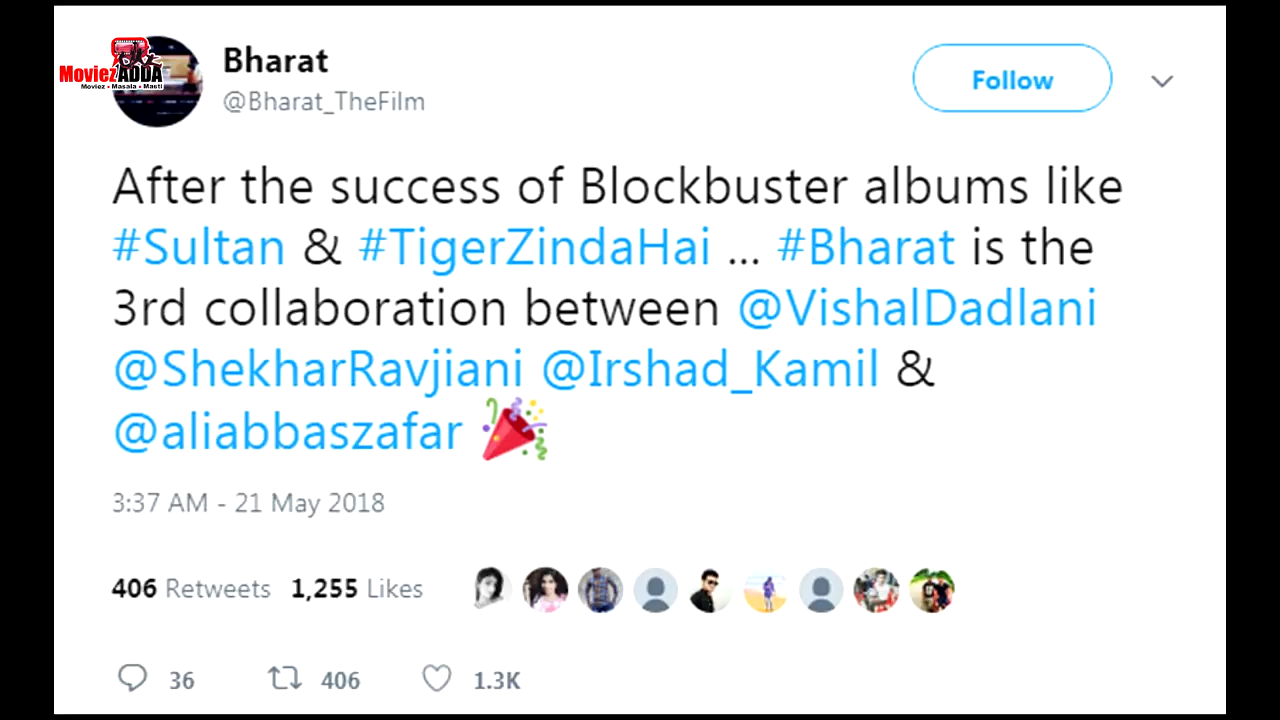 MoviezADDA
Moviez • Masala • Masti
Bharat
@Bharat_TheFilm
Follow
After the success of Blockbuster albums like
#Sultan & #TigerZindaHai ... #Bharat is the
3rd collaboration between @VishalDadlani
@ShekharRavjiani @Irshad_Kamil &
@aliabbaszafar
3:37 AM - 21 May 2018
406 Retweets 1,255 Likes
36 406 1.3K